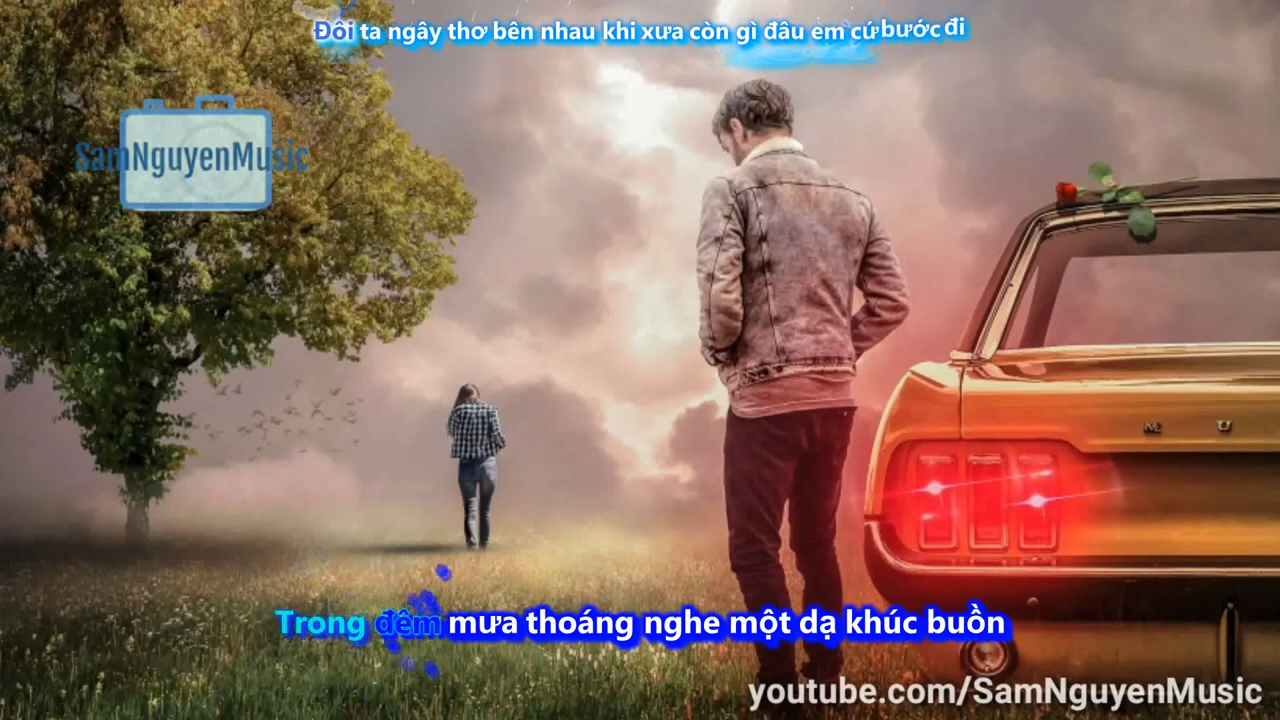 Đôi ta ngây thơ bên nhau khi xưa còn gì đâu em cứ bước đi
SamNguyenMusic
M U
Trong đêm mưa thoáng nghe một dạ khúc buồn
youtube.com/SamNguyenMusic